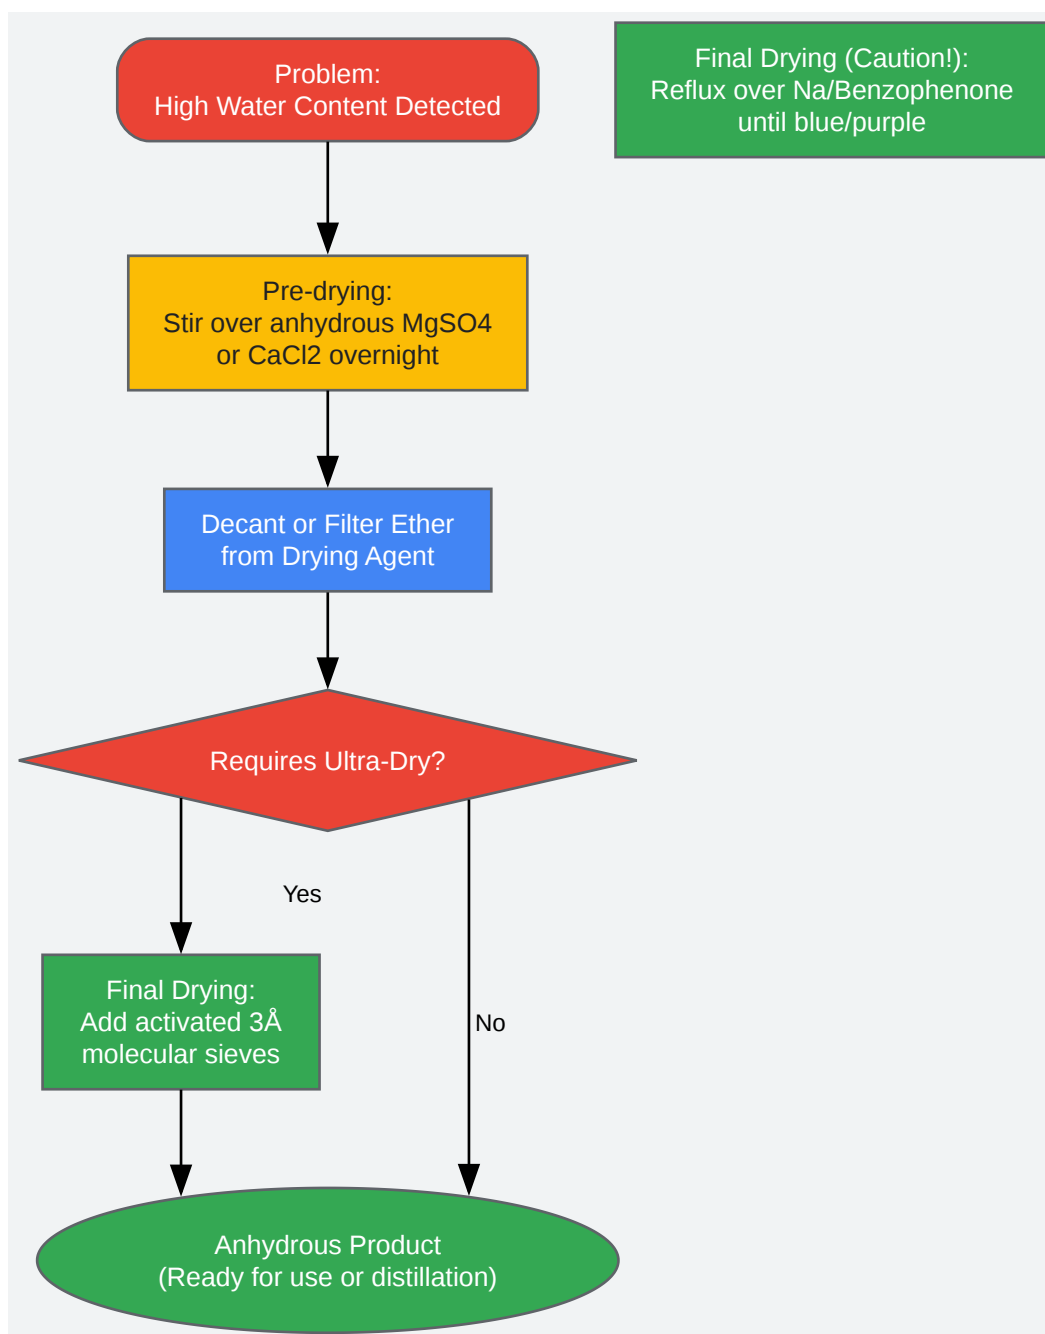 Problem:
High Water Content Detected
Final Drying (Caution!):
Reflux over Na/Benzophenone
until blue/purple
Pre-drying:
Stir over anhydrous MgSO4
or CaCl2 overnight
Decant or Filter Ether
from Drying Agent
Requires Ultra-Dry?
Yes
Final Drying:
Add activated 3Å
molecular sieves
No
Anhydrous Product
(Ready for use or distillation)